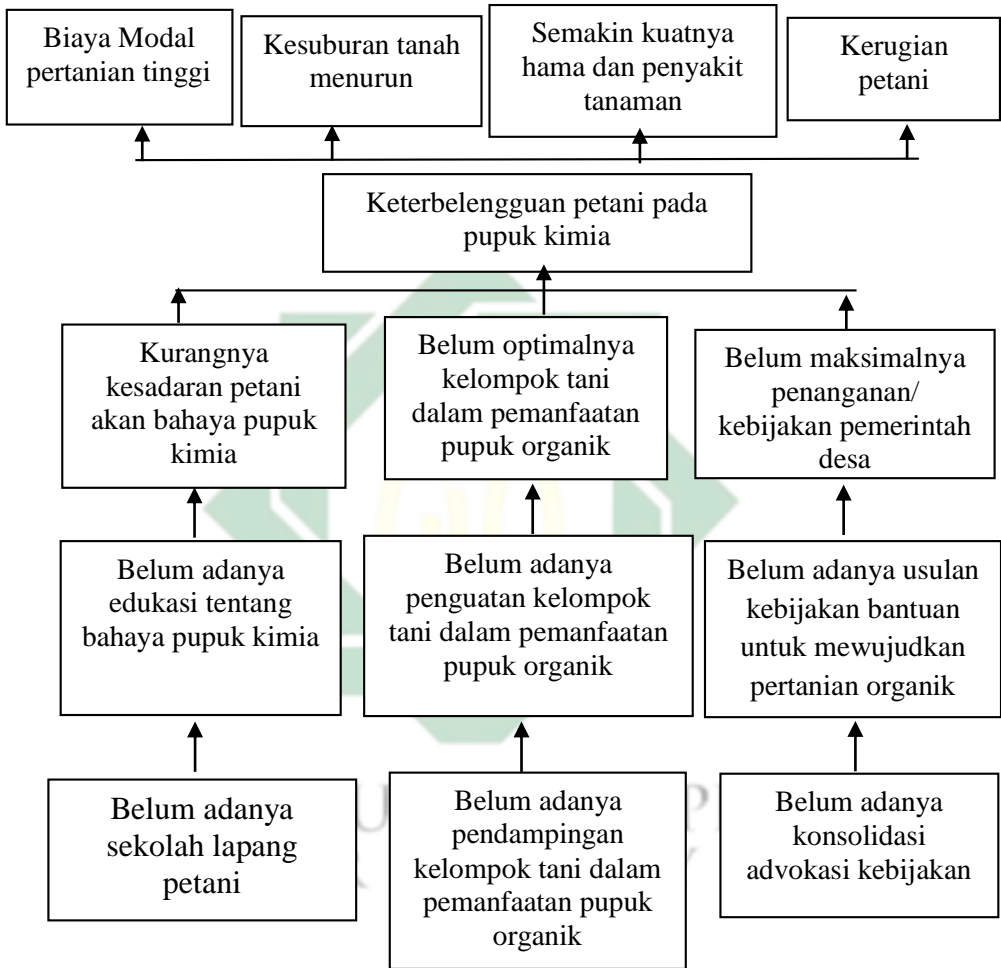 Biaya Modal
pertanian tinggi
Kesuburan tanah
menurun
Semakin kuatnya
hama dan penyakit
tanaman
Kerugian
petani
Keterbelengguan petani pada
pupuk kimia
Kurangnya
kesadaran petani
akan bahaya pupuk
kimia
Belum optimalnya
kelompok tani
dalam pemanfaatan
pupuk organik
Belum maksimalnya
penanganan/
kebijakan pemerintah
desa
Belum adanya
edukasi tentang
bahaya pupuk kimia
Belum adanya
penguatan kelompok
tani dalam pemanfaatan
pupuk organik
Belum adanya usulan
kebijakan bantuan
untuk mewujudkan
pertanian organik
Belum adanya
sekolah lapang
petani
Belum adanya
pendampingan
kelompok tani dalam
pemanfaatan pupuk
organik
Belum adanya
konsolidasi
advokasi kebijakan